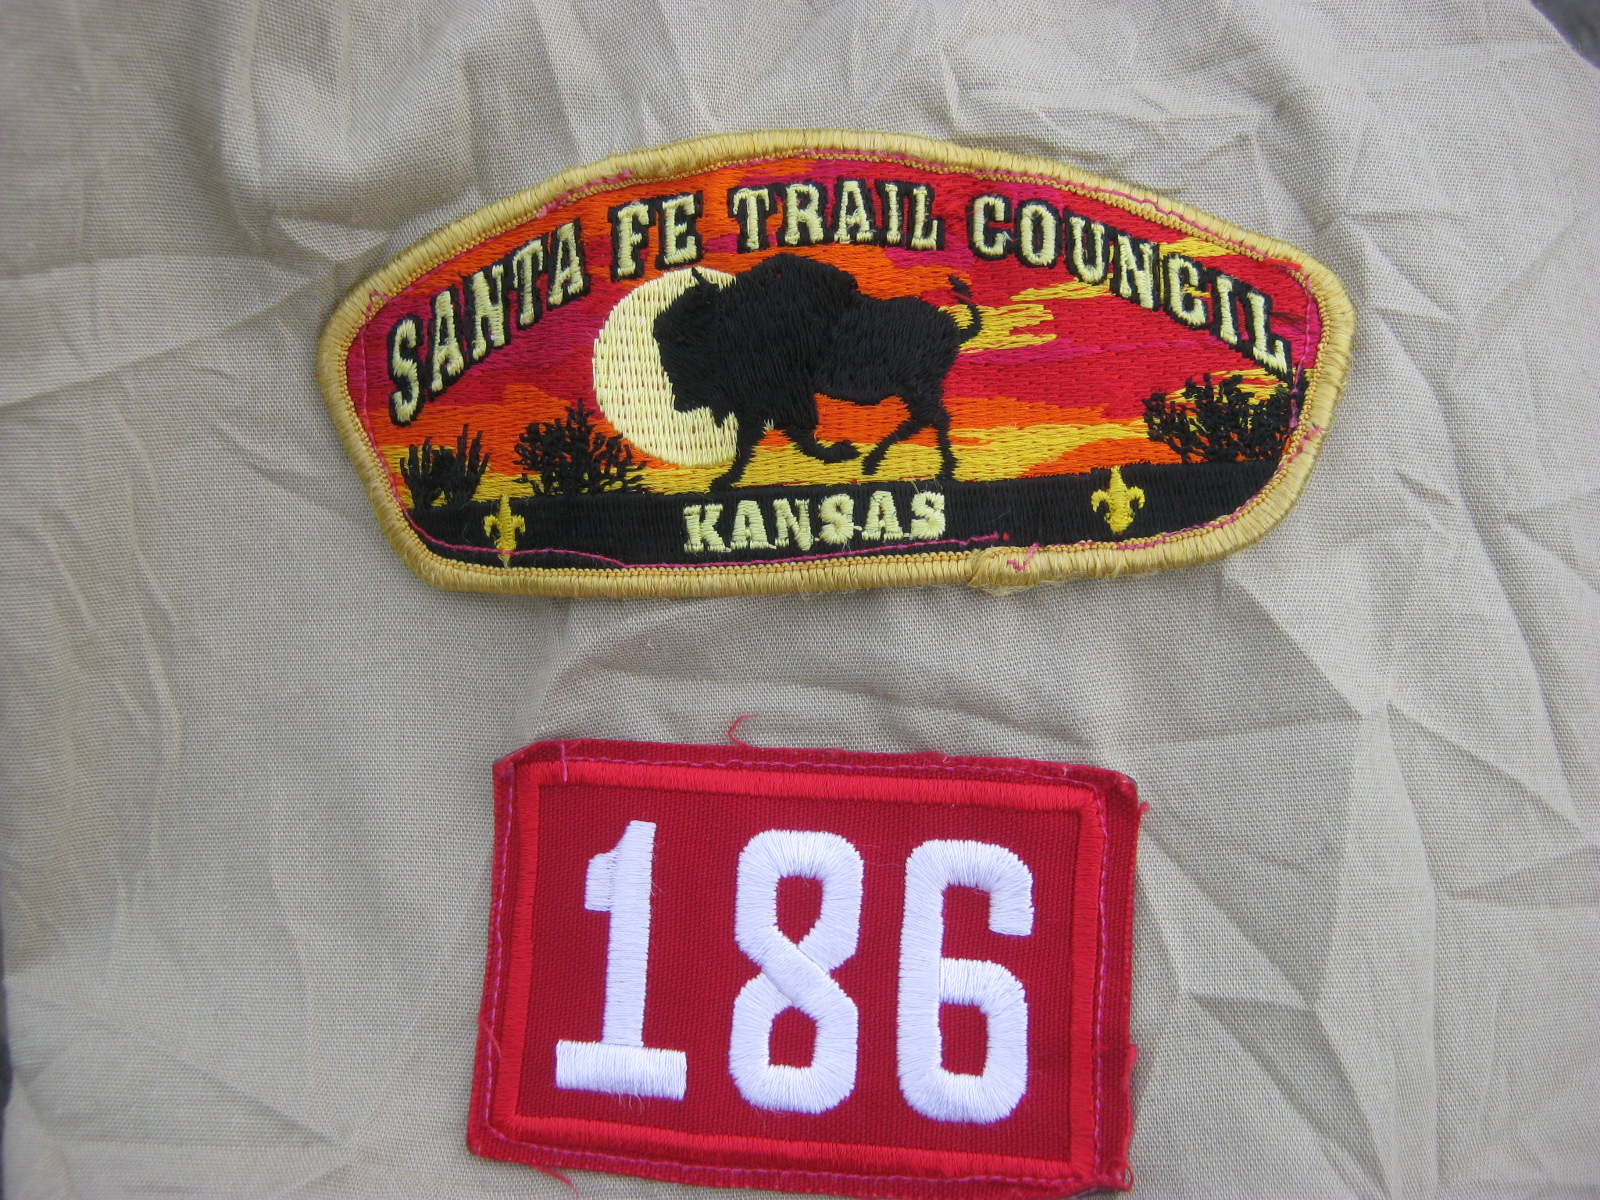 SANTA FE TRAIL COUNCIL
KANSAS
186